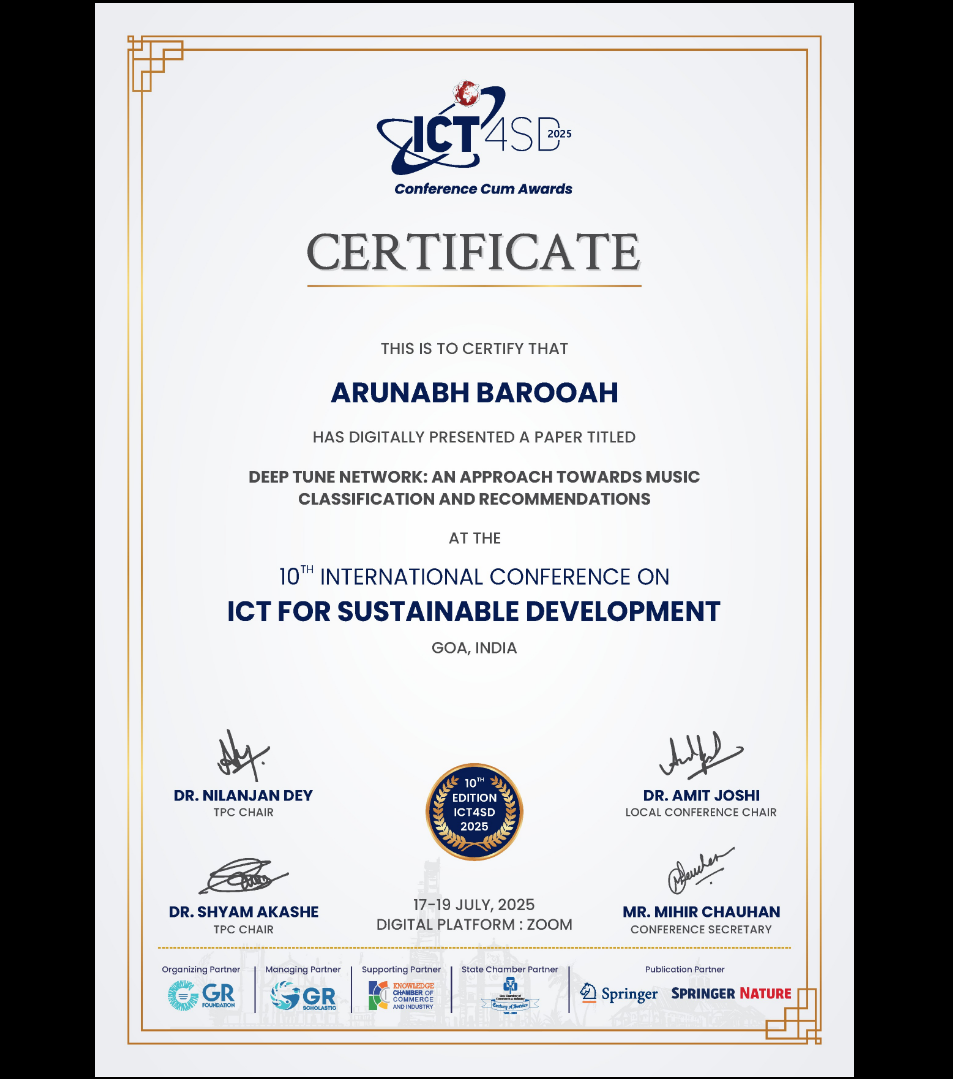 ICT4SD 2025
Conference Cum Awards
CERTIFICATE
THIS IS TO CERTIFY THAT
ARUNABH BAROOAH
HAS DIGITALLY PRESENTED A PAPER TITLED
DEEP TUNE NETWORK: AN APPROACH TOWARDS MUSIC
CLASSIFICATION AND RECOMMENDATIONS
AT THE
10TH INTERNATIONAL CONFERENCE ON
ICT FOR SUSTAINABLE DEVELOPMENT
GOA, INDIA
DR. NILANJAN DEY
TPC CHAIR
10TH
EDITION
ICT4SD
2025
DR. AMIT JOSHI
LOCAL CONFERENCE CHAIR
DR. SHYAM AKASHE
TPC CHAIR
17-19 JULY, 2025
DIGITAL PLATFORM : ZOOM
MR. MIHIR CHAUHAN
CONFERENCE SECRETARY
Organizing Partner
GR
FOUNDATION
Managing Partner
GR
SCHOLASTIC
Supporting Partner
KNOWLEDGE
CHAMBER OF
COMMERCE
AND INDUSTRY
State Chamber Partner
Publication Partner
Springer
SPRINGER NATURE